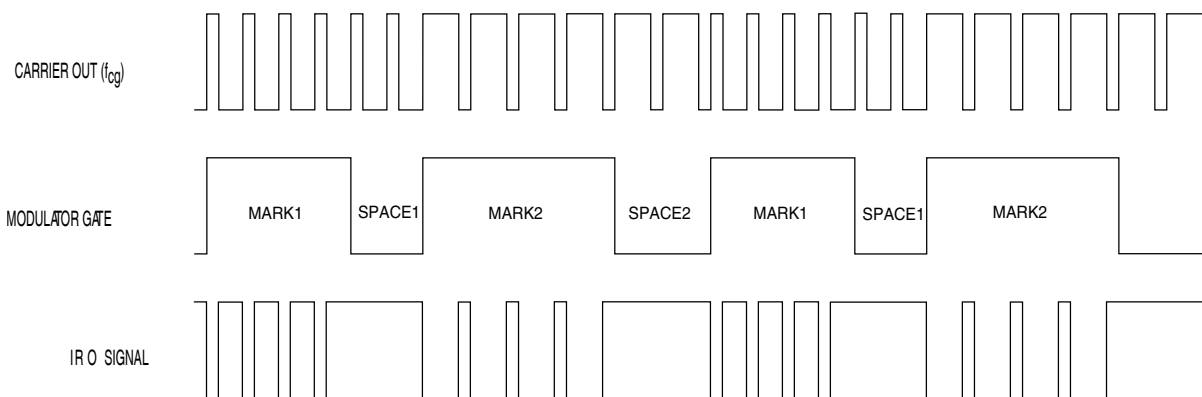 CARRIER OUT (fcg)
MODULATOR GATE
MARK1 SPACE1 MARK2 SPACE2 MARK1 SPACE1 MARK2
IR O SIGNAL